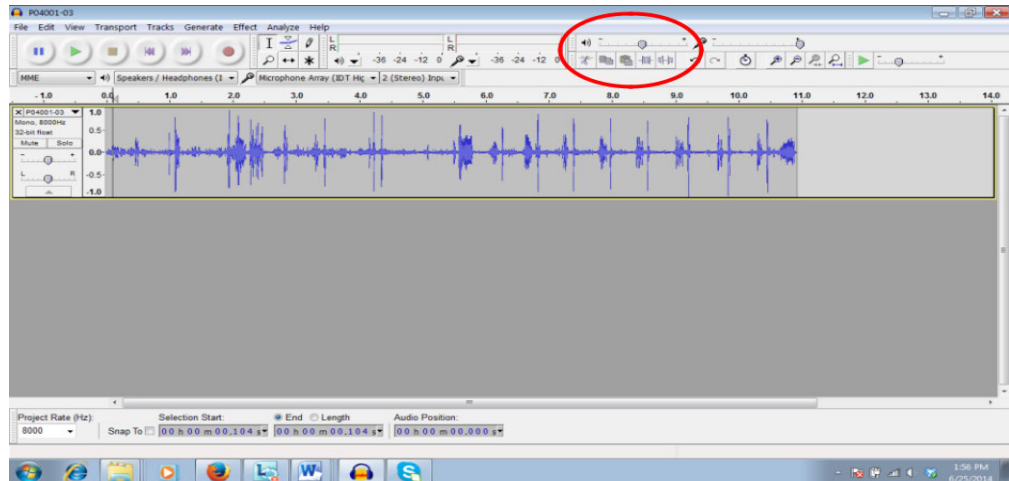 P04001-03
File Edit View Transport Tracks Generate Effect Analyze Help
L
R
L
R
-36 -24 -12 0
-36 -24 -12 0
MME
Speakers / Headphones (I
Microphone Array (IDT Hig
2 (Stereo) Inpu
- 1.0 0.0 1.0 2.0 3.0 4.0 5.0 6.0 7.0 8.0 9.0 10.0 11.0 12.0 13.0 14.0
X P04001-03
Mono, 8000Hz
32-bit float
Mute Solo
- +
L R
1.0
0.5-
0.0-
-0.5-
-1.0
Project Rate (Hz):
8000
Snap To
Selection Start:
00 h 00 m 00.104 s
End Length
00 h 00 m 00.104 s
Audio Position:
00 h 00 m 00.000 s
1:56 PM
6/25/2014